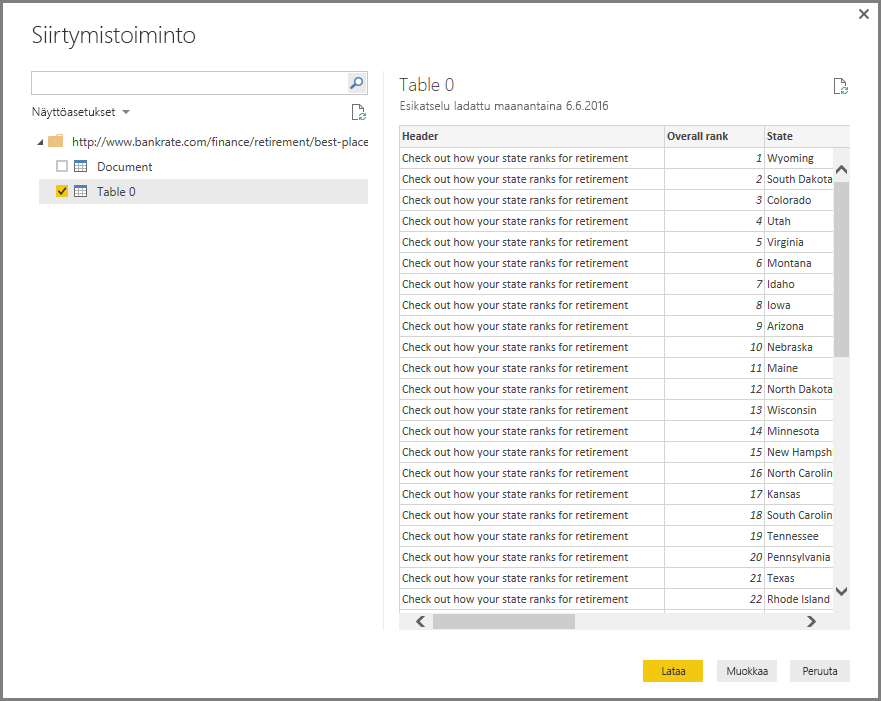 Siirtymistoiminto
Näyttöasetukset
http://www.bankrate.com/finance/retirement/best-place
Document
Table 0
Table 0
Esikatselu ladattu maanantaina 6.6.2016
Header Overall rank State
Check out how your state ranks for retirement 1 Wyoming
Check out how your state ranks for retirement 2 South Dakota
Check out how your state ranks for retirement 3 Colorado
Check out how your state ranks for retirement 4 Utah
Check out how your state ranks for retirement 5 Virginia
Check out how your state ranks for retirement 6 Montana
Check out how your state ranks for retirement 7 Idaho
Check out how your state ranks for retirement 8 Iowa
Check out how your state ranks for retirement 9 Arizona
Check out how your state ranks for retirement 10 Nebraska
Check out how your state ranks for retirement 11 Maine
Check out how your state ranks for retirement 12 North Dakota
Check out how your state ranks for retirement 13 Wisconsin
Check out how your state ranks for retirement 14 Minnesota
Check out how your state ranks for retirement 15 New Hampsh
Check out how your state ranks for retirement 16 North Carolin
Check out how your state ranks for retirement 17 Kansas
Check out how your state ranks for retirement 18 South Carolin
Check out how your state ranks for retirement 19 Tennessee
Check out how your state ranks for retirement 20 Pennsylvania
Check out how your state ranks for retirement 21 Texas
Check out how your state ranks for retirement 22 Rhode Island
Lataa Muokkaa Peruuta